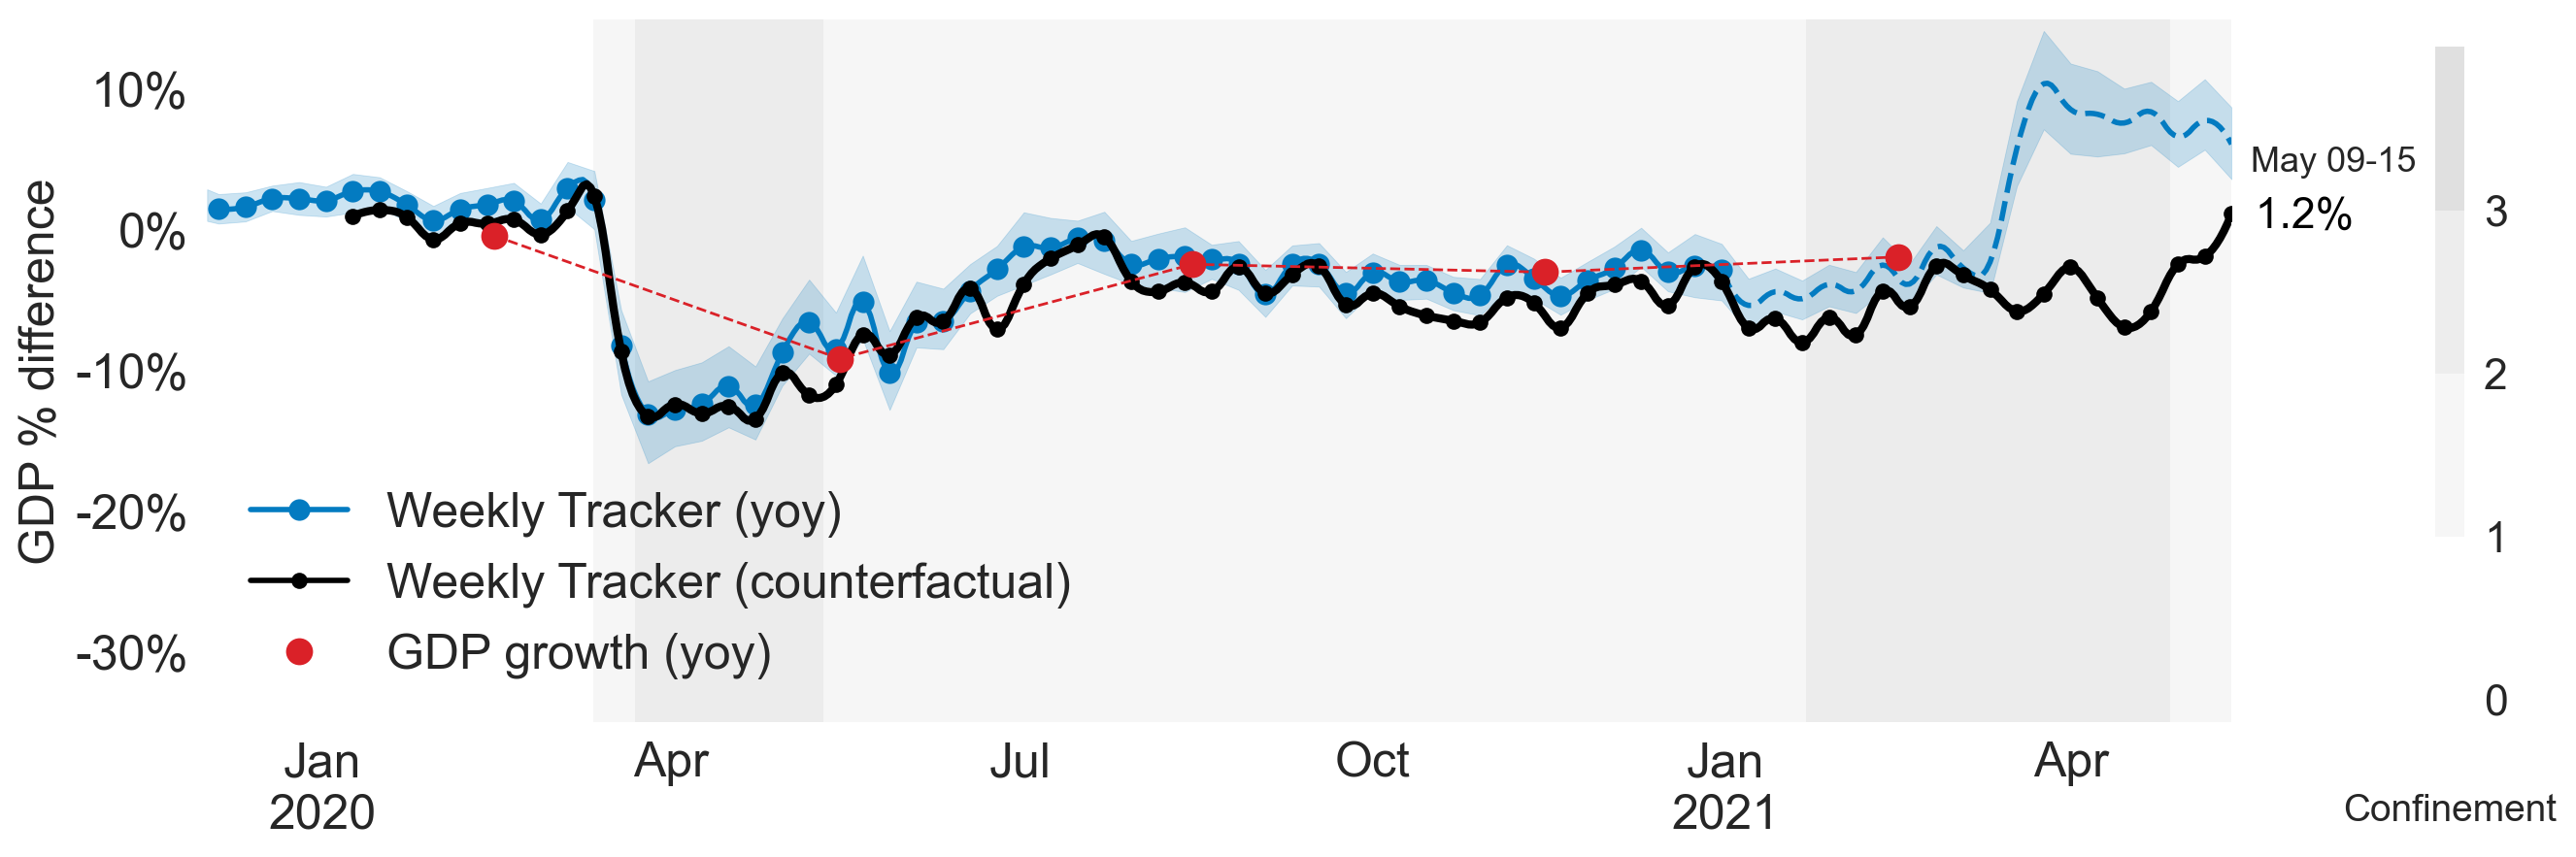 GDP % difference
10%
0%
-10%
-20%
-30%
Weekly Tracker (yoy)
Weekly Tracker (counterfactual)
GDP growth (yoy)
Jan
2020
Apr
Jul
Oct
Jan
2021
Apr
May 09-15
1.2%
3
2
1
0
Confinement